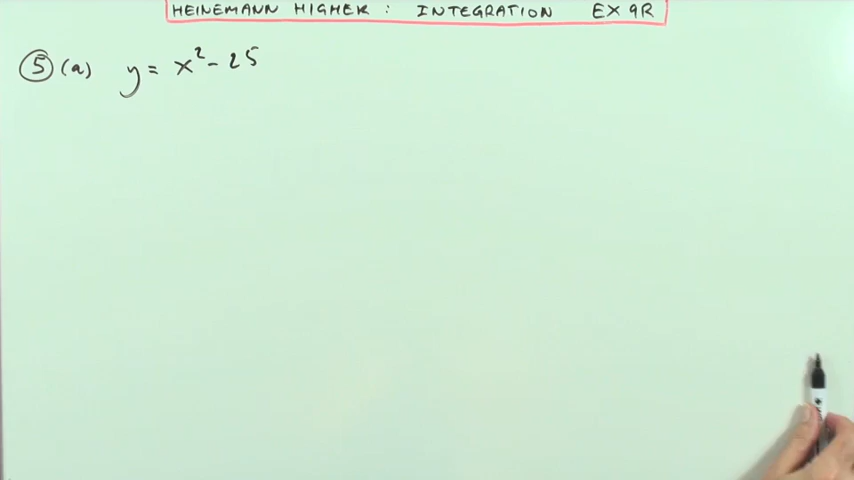 HEINEMANN HIGHER : INTEGRATION EX 9R
5 (a) y = x² - 25